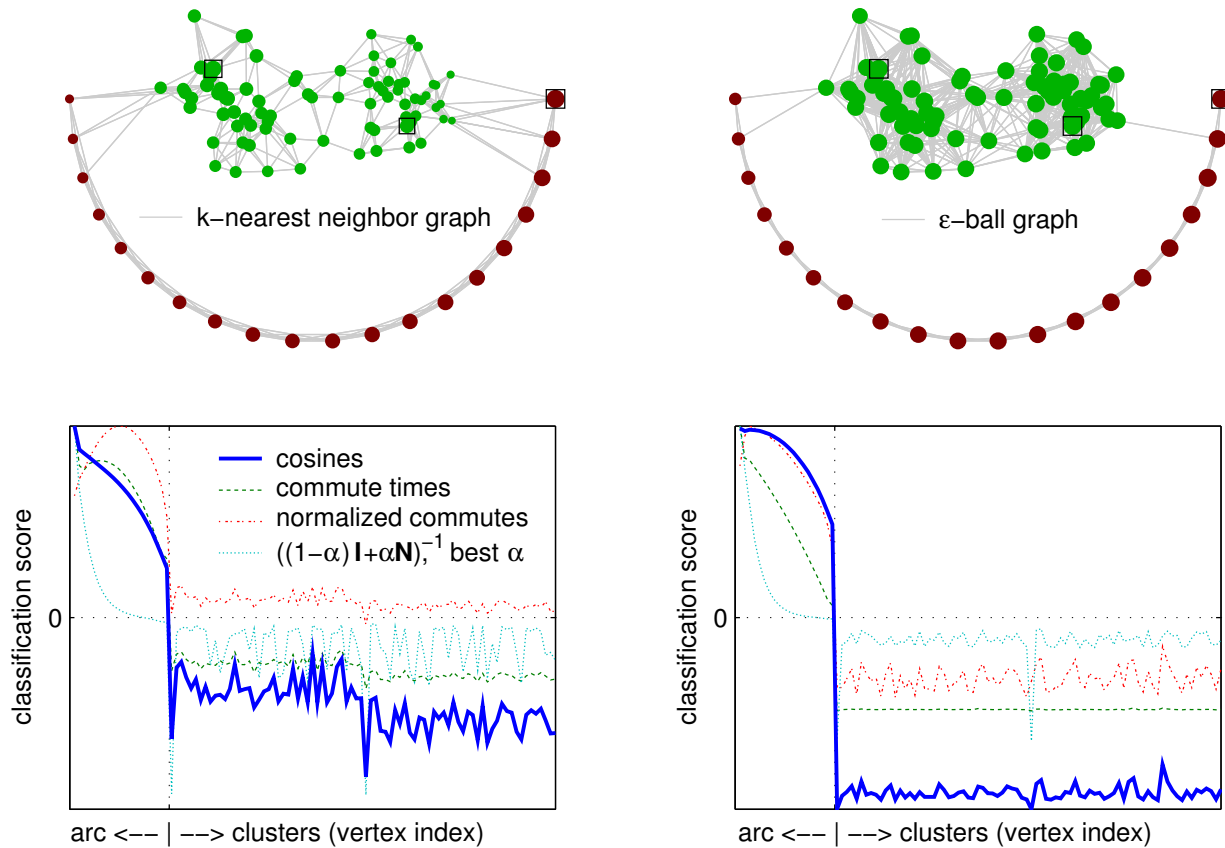 k−nearest neighbor graph
ε−ball graph
cosines
commute times
normalized commutes
((1−α) I+αN),⁻¹ best α
classification score
0
arc <−− | −−> clusters (vertex index)
classification score
0
arc <−− | −−> clusters (vertex index)